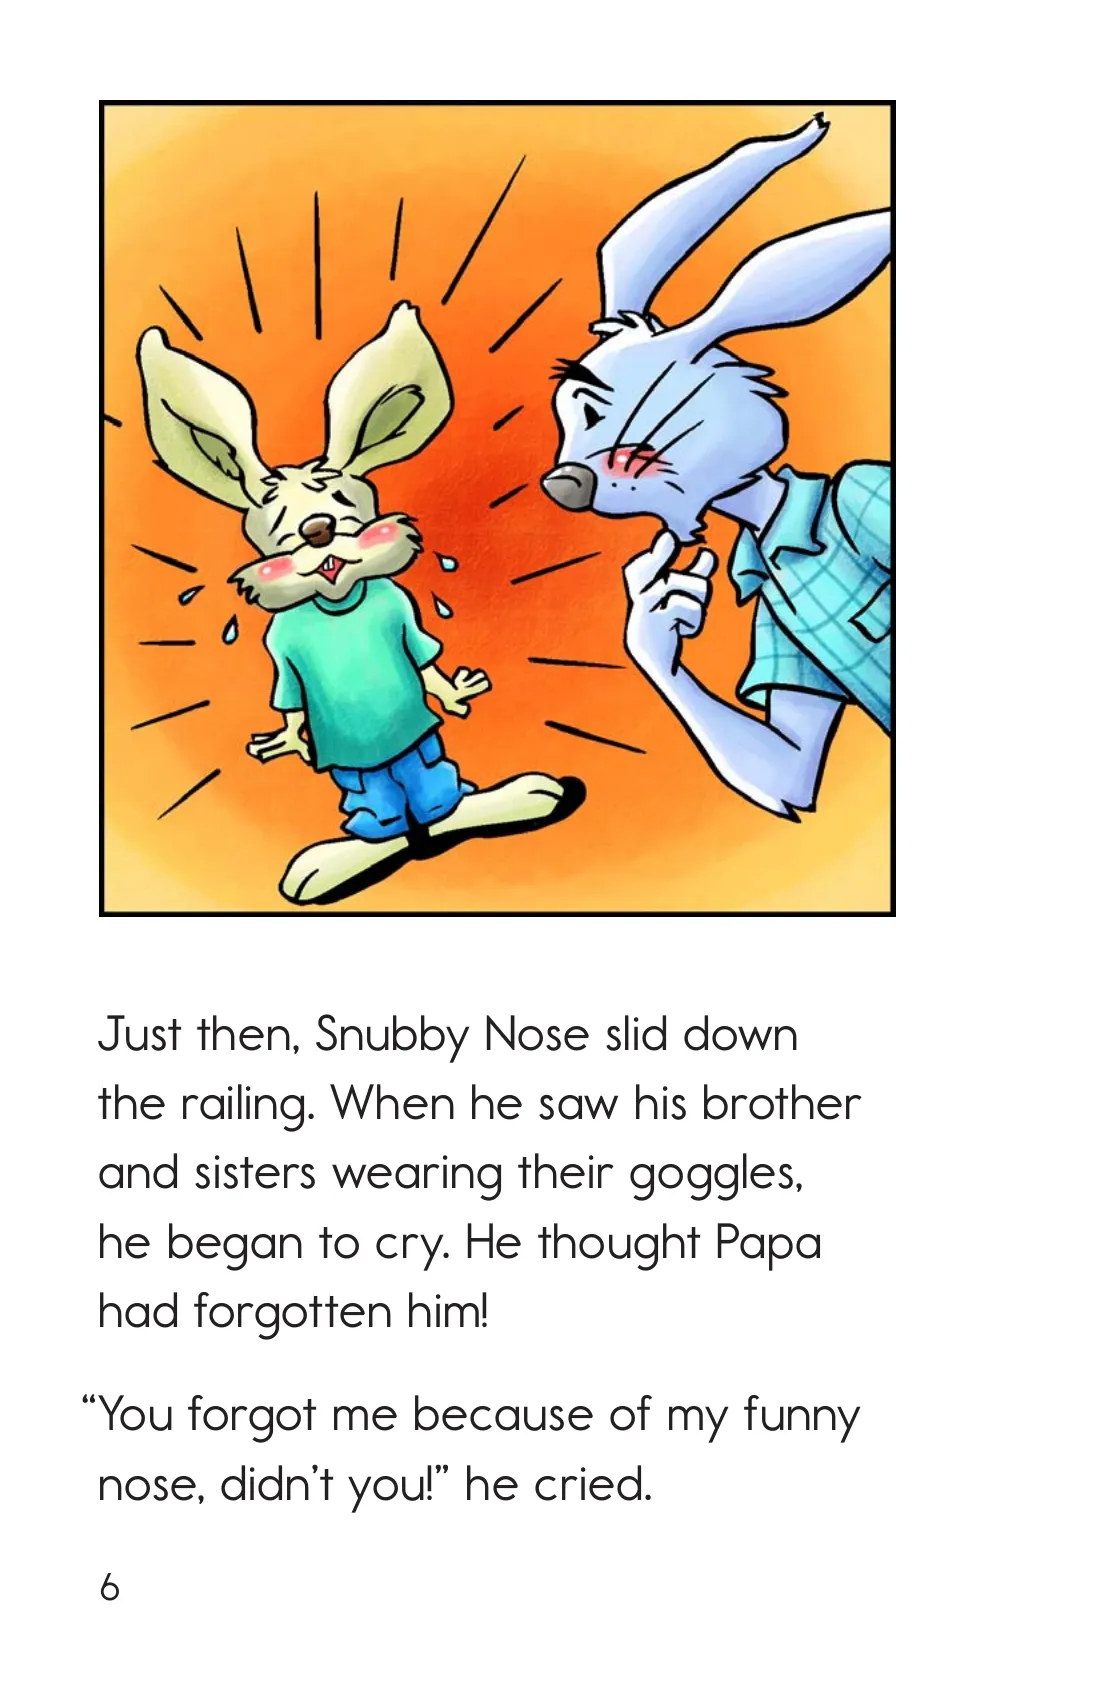 Just then, Snubby Nose slid down
the railing. When he saw his brother
and sisters wearing their goggles,
he began to cry. He thought Papa
had forgotten him!
“You forgot me because of my funny
nose, didn’t you!” he cried.
6